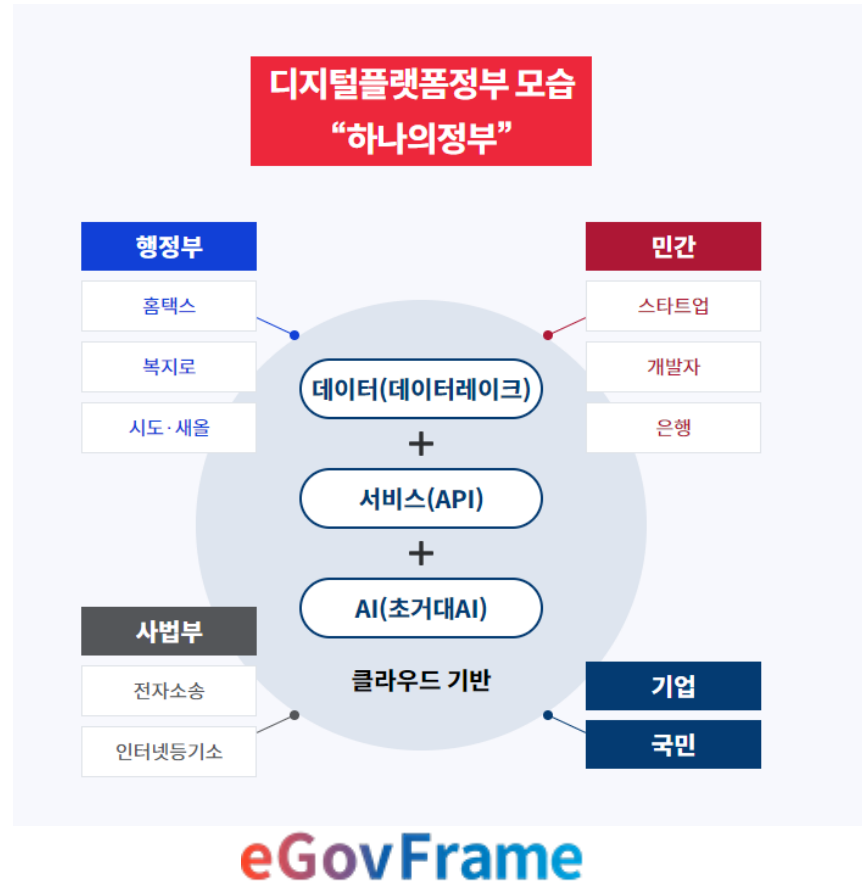 디지털플랫폼정부 모습
“하나의정부”
행정부
홈택스
복지로
시도·새올
민간
스타트업
개발자
은행
데이터(데이터레이크)
+
서비스(API)
+
AI(초거대AI)
클라우드 기반
사법부
전자소송
인터넷등기소
기업
국민
eGovFrame